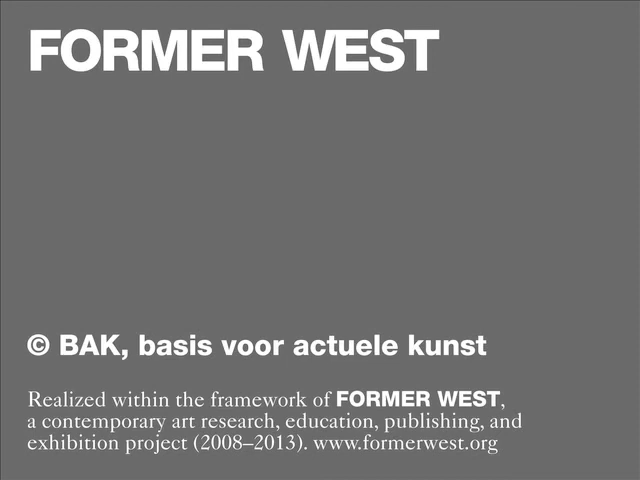 FORMER WEST
© BAK, basis voor actuele kunst
Realized within the framework of FORMER WEST,
a contemporary art research, education, publishing, and
exhibition project (2008–2013). www.formerwest.org